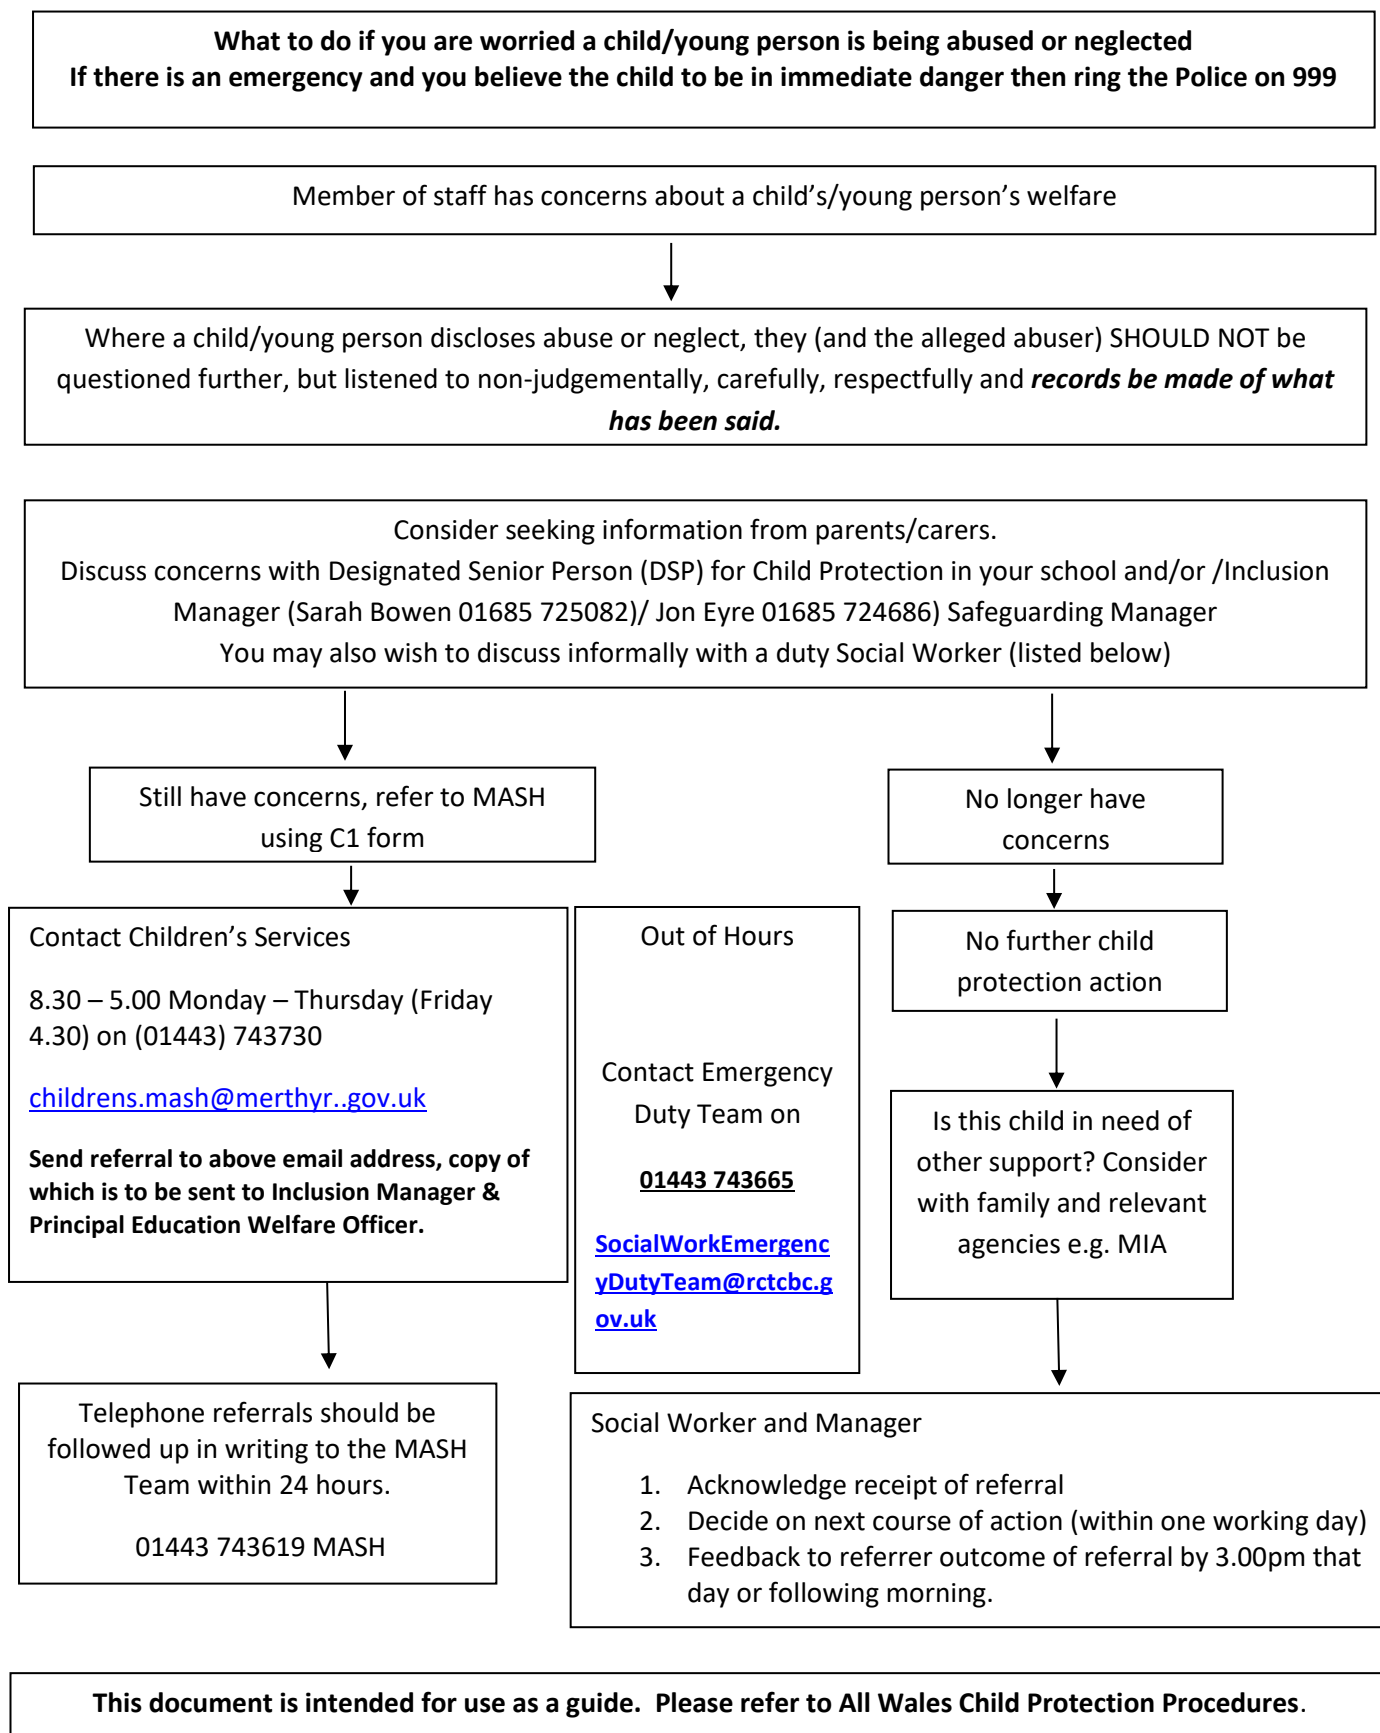 What to do if you are worried a child/young person is being abused or neglected
If there is an emergency and you believe the child to be in immediate danger then ring the Police on 999
Member of staff has concerns about a child’s/young person’s welfare
Where a child/young person discloses abuse or neglect, they (and the alleged abuser) SHOULD NOT be
questioned further, but listened to non-judgementally, carefully, respectfully and records be made of what
has been said.
Consider seeking information from parents/carers.
Discuss concerns with Designated Senior Person (DSP) for Child Protection in your school and/or /Inclusion
Manager (Sarah Bowen 01685 725082)/ Jon Eyre 01685 724686) Safeguarding Manager
You may also wish to discuss informally with a duty Social Worker (listed below)
Still have concerns, refer to MASH
using C1 form
No longer have
concerns
Contact Children’s Services
8.30 – 5.00 Monday – Thursday (Friday
4.30) on (01443) 743730
childrens.mash@merthyr..gov.uk
Send referral to above email address, copy of
which is to be sent to Inclusion Manager &
Principal Education Welfare Officer.
Out of Hours
Contact Emergency
Duty Team on
01443 743665
SocialWorkEmergenc
yDutyTeam@rctcbc.g
ov.uk
No further child
protection action
Is this child in need of
other support? Consider
with family and relevant
agencies e.g. MIA
Telephone referrals should be
followed up in writing to the MASH
Team within 24 hours.
01443 743619 MASH
Social Worker and Manager
1. Acknowledge receipt of referral
2. Decide on next course of action (within one working day)
3. Feedback to referrer outcome of referral by 3.00pm that
day or following morning.
This document is intended for use as a guide. Please refer to All Wales Child Protection Procedures.